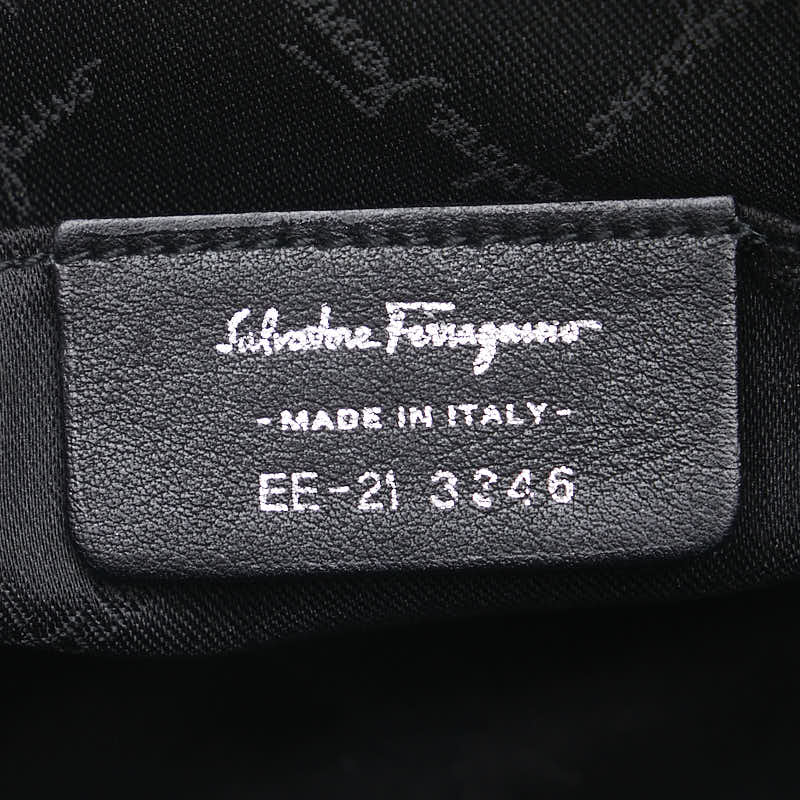 Salvatore Ferragamo
-MADE IN ITALY-
EE-21 3346